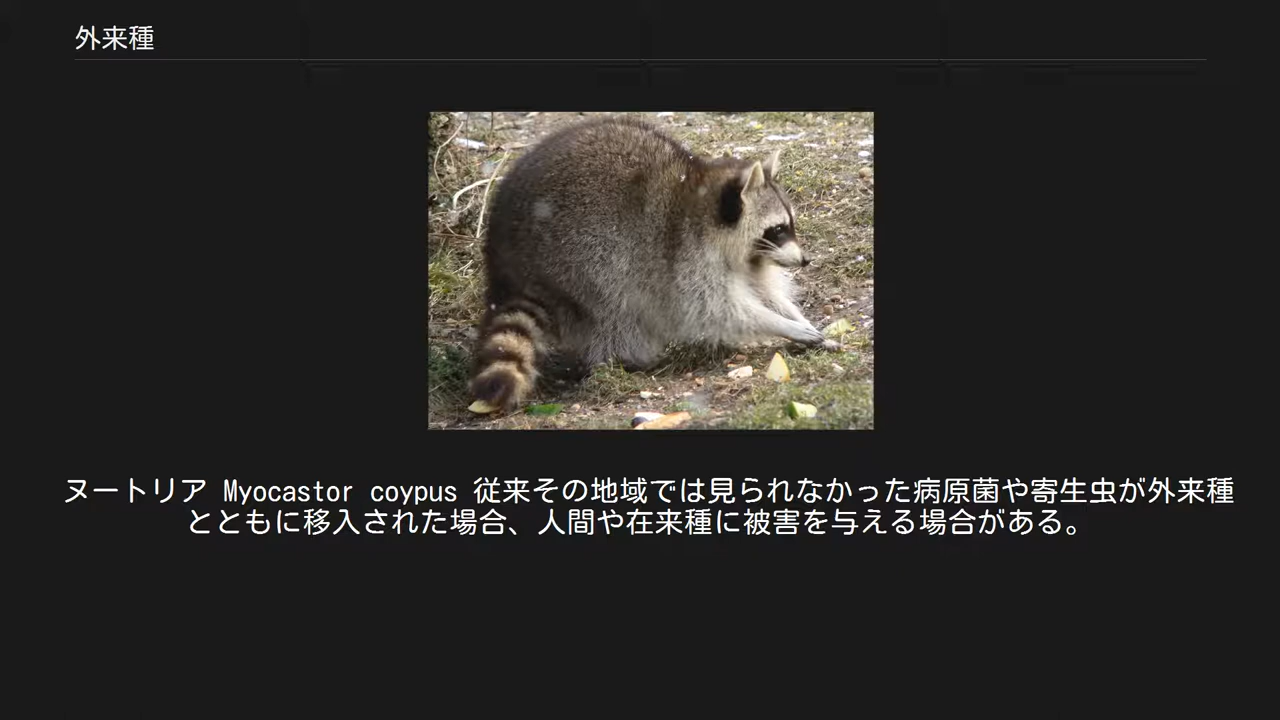 外来種
ヌートリア Myocastor coypus 従来その地域では見られなかった病原菌や寄生虫が外来種
とともに移入された場合、人間や在来種に被害を与える場合がある。